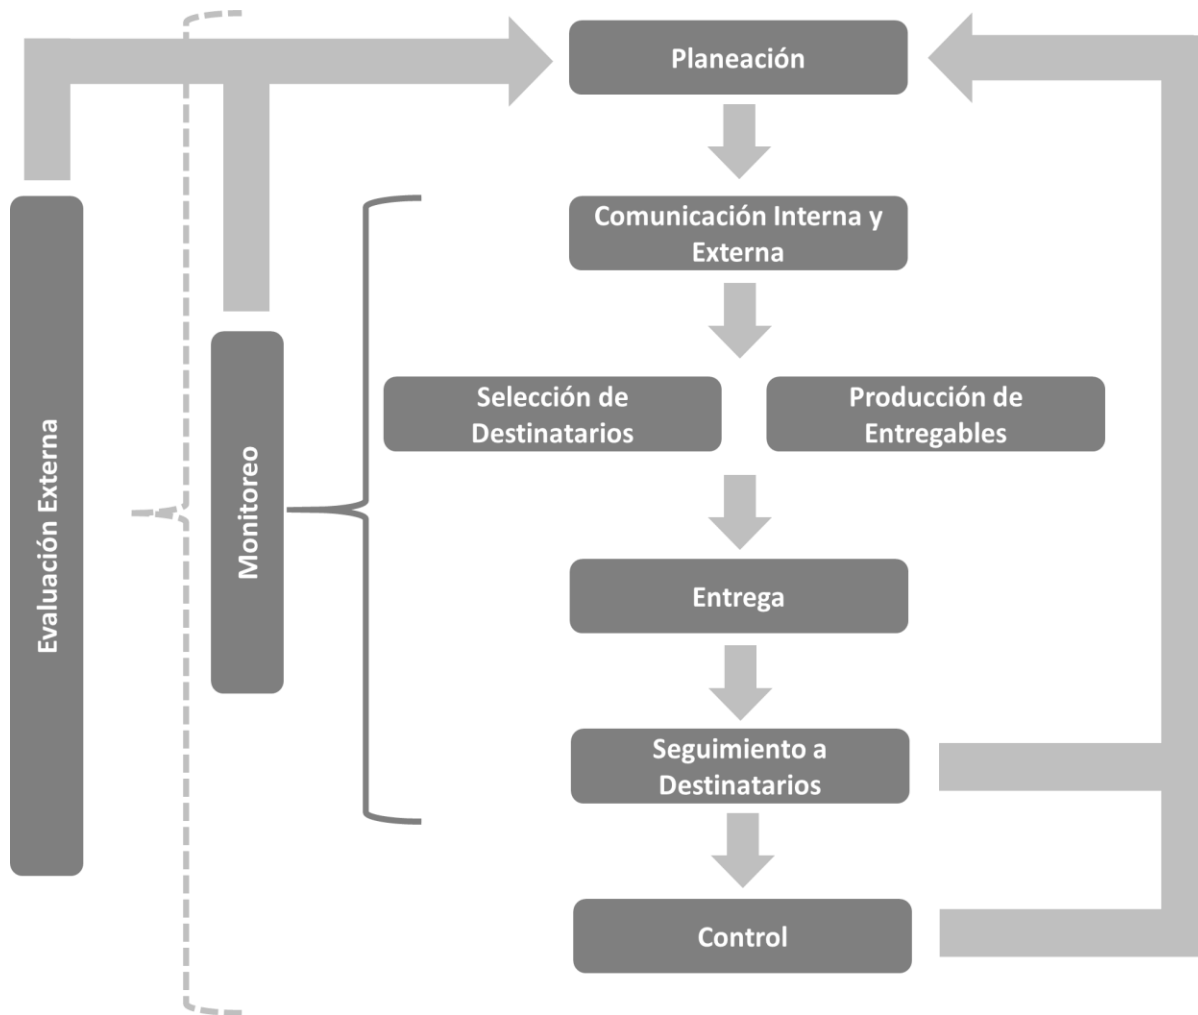 Planeación
Comunicación Interna y
Externa
Selección de
Destinatarios
Producción de
Entregables
Entrega
Seguimiento a
Destinatarios
Control
Monitoreo
Evaluación Externa